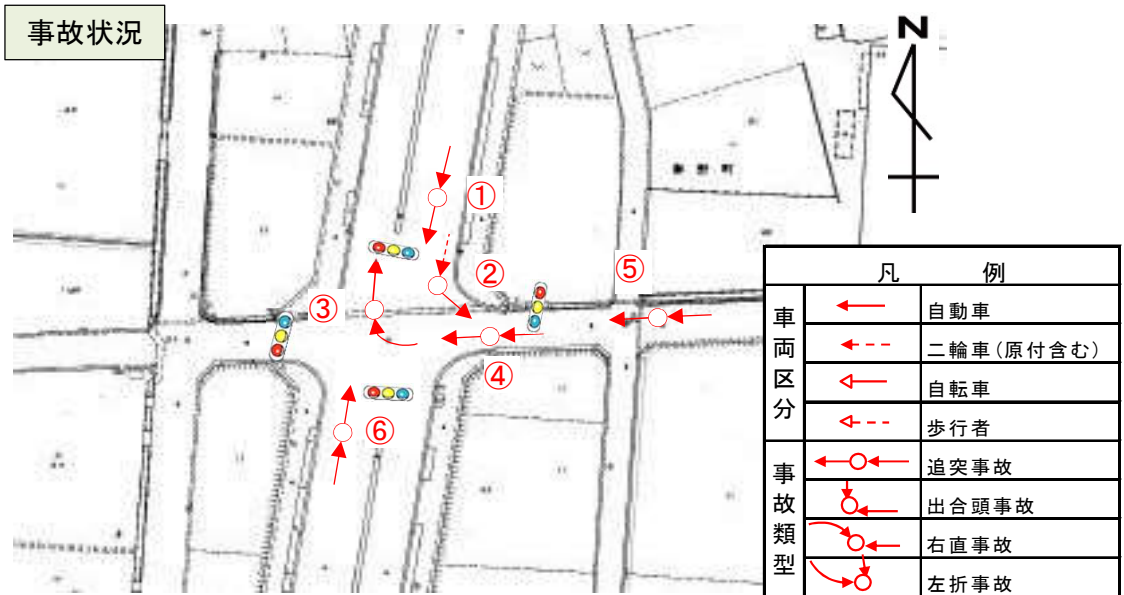 事故状況
N
①
②
⑤
③
④
⑥
凡例
車両区分
自動車
二輪車(原付含む)
自転車
歩行者
事故類型
追突事故
出合頭事故
右直事故
左折事故